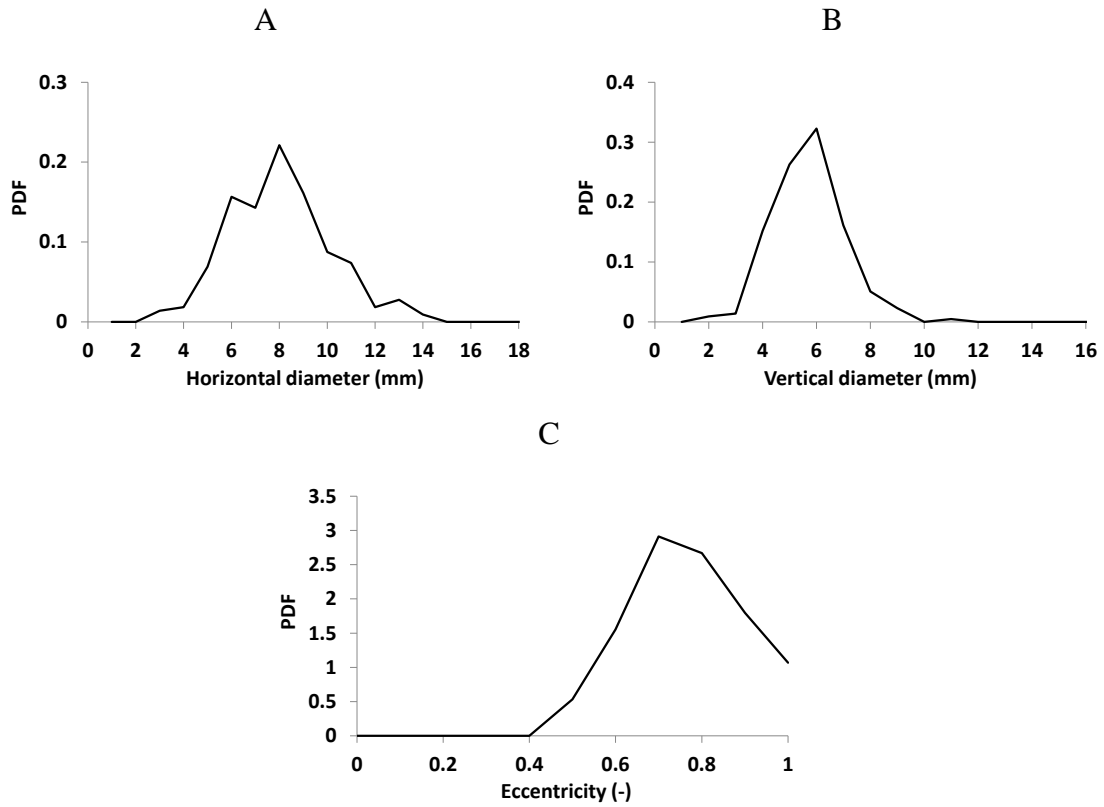 A
0.3
0.2
0.1
0
PDF
0 2 4 6 8 10 12 14 16 18
Horizontal diameter (mm)
B
0.4
0.3
0.2
0.1
0
PDF
0 2 4 6 8 10 12 14 16
Vertical diameter (mm)
C
3.5
3
2.5
2
1.5
1
0.5
0
PDF
0 0.2 0.4 0.6 0.8 1
Eccentricity (-)